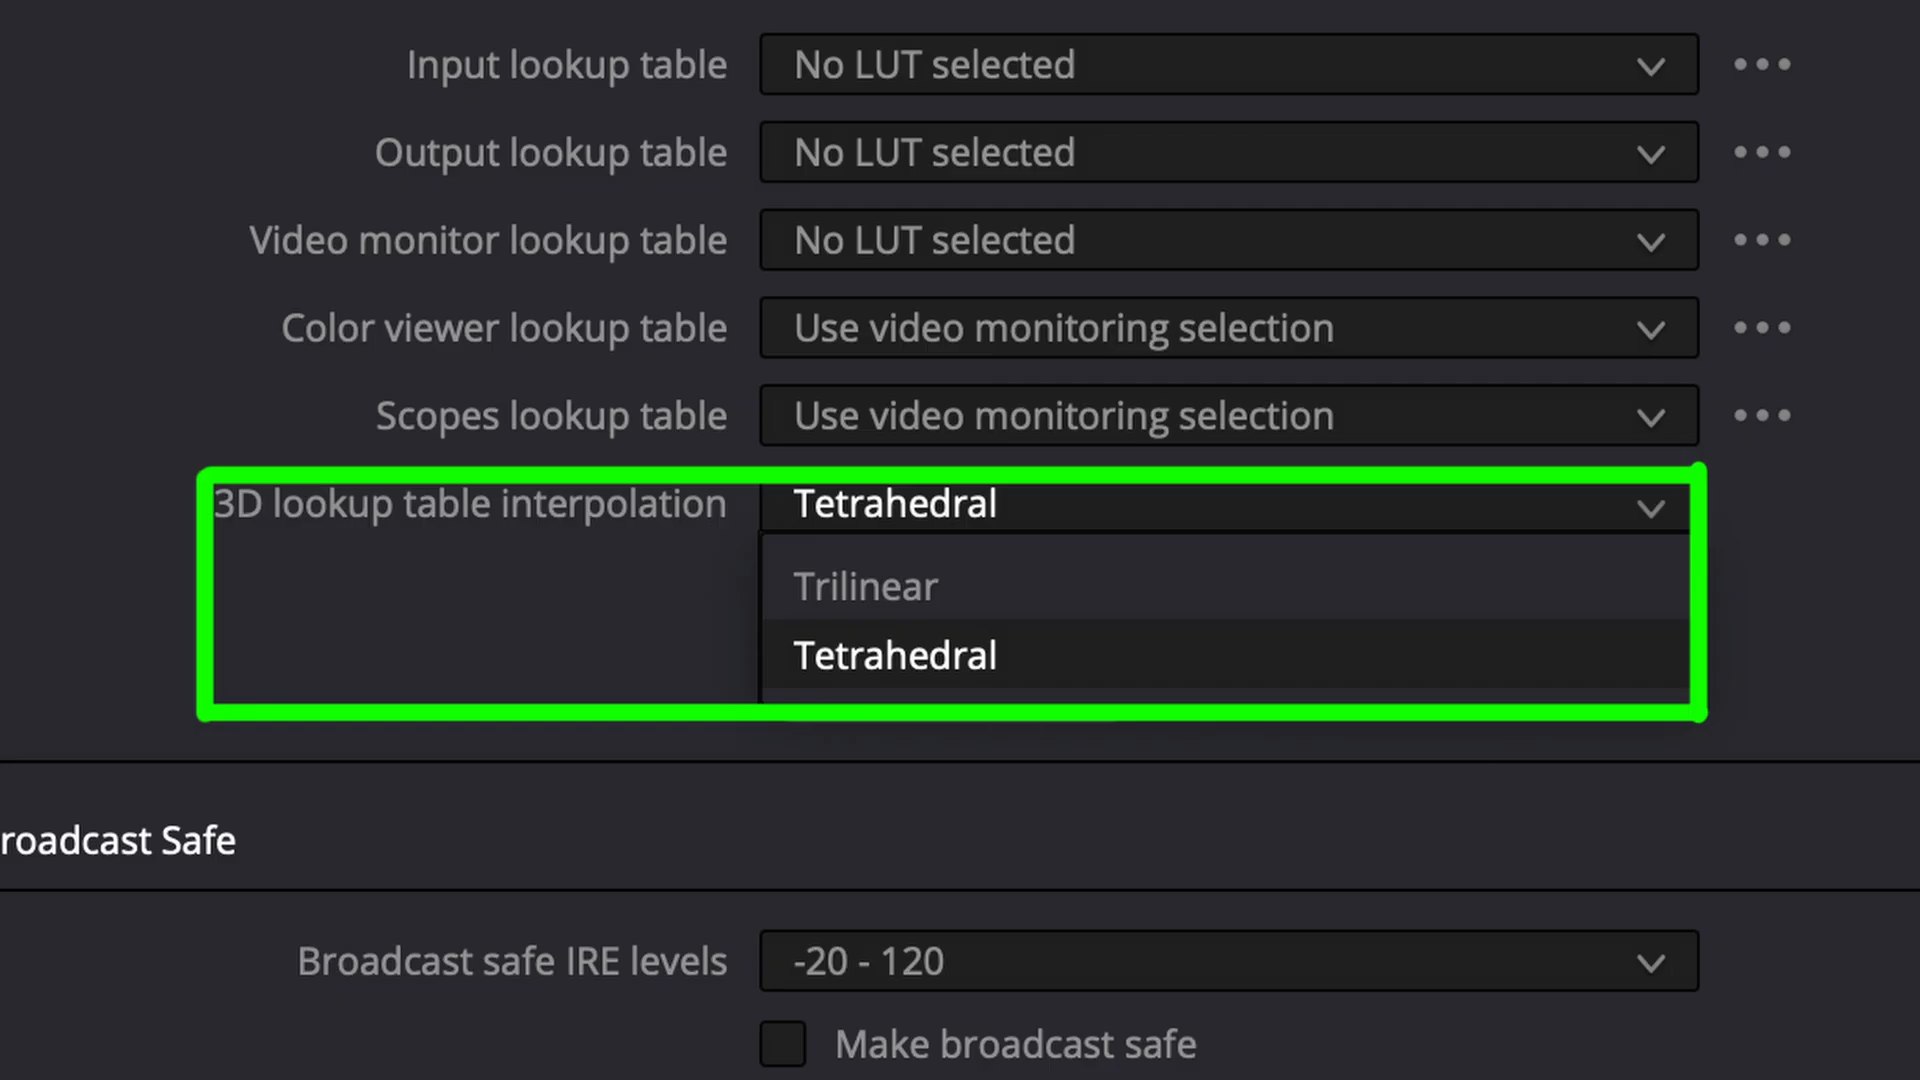 Input lookup table No LUT selected
Output lookup table No LUT selected
Video monitor lookup table No LUT selected
Color viewer lookup table Use video monitoring selection
Scopes lookup table Use video monitoring selection
3D lookup table interpolation Tetrahedral
Trilinear
Tetrahedral
roadcast Safe
Broadcast safe IRE levels -20 - 120
Make broadcast safe